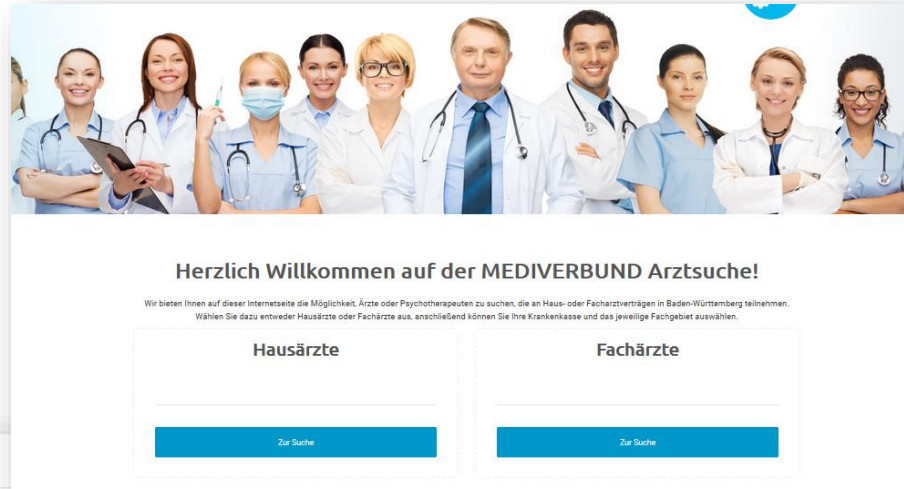 Herzlich Willkommen auf der MEDIVERBUND Arztsuche!
Wir bieten Ihnen auf dieser Internetseite die Möglichkeit, Ärzte oder Psychotherapeuten zu suchen, die an Haus- oder Facharztverträgen in Baden-Württemberg teilnehmen.
Wählen Sie dazu entweder Hausärzte oder Fachärzte aus, anschließend können Sie Ihre Krankenkasse und das jeweilige Fachgebiet auswählen.
Hausärzte
Fachärzte
Zur Suche
Zur Suche